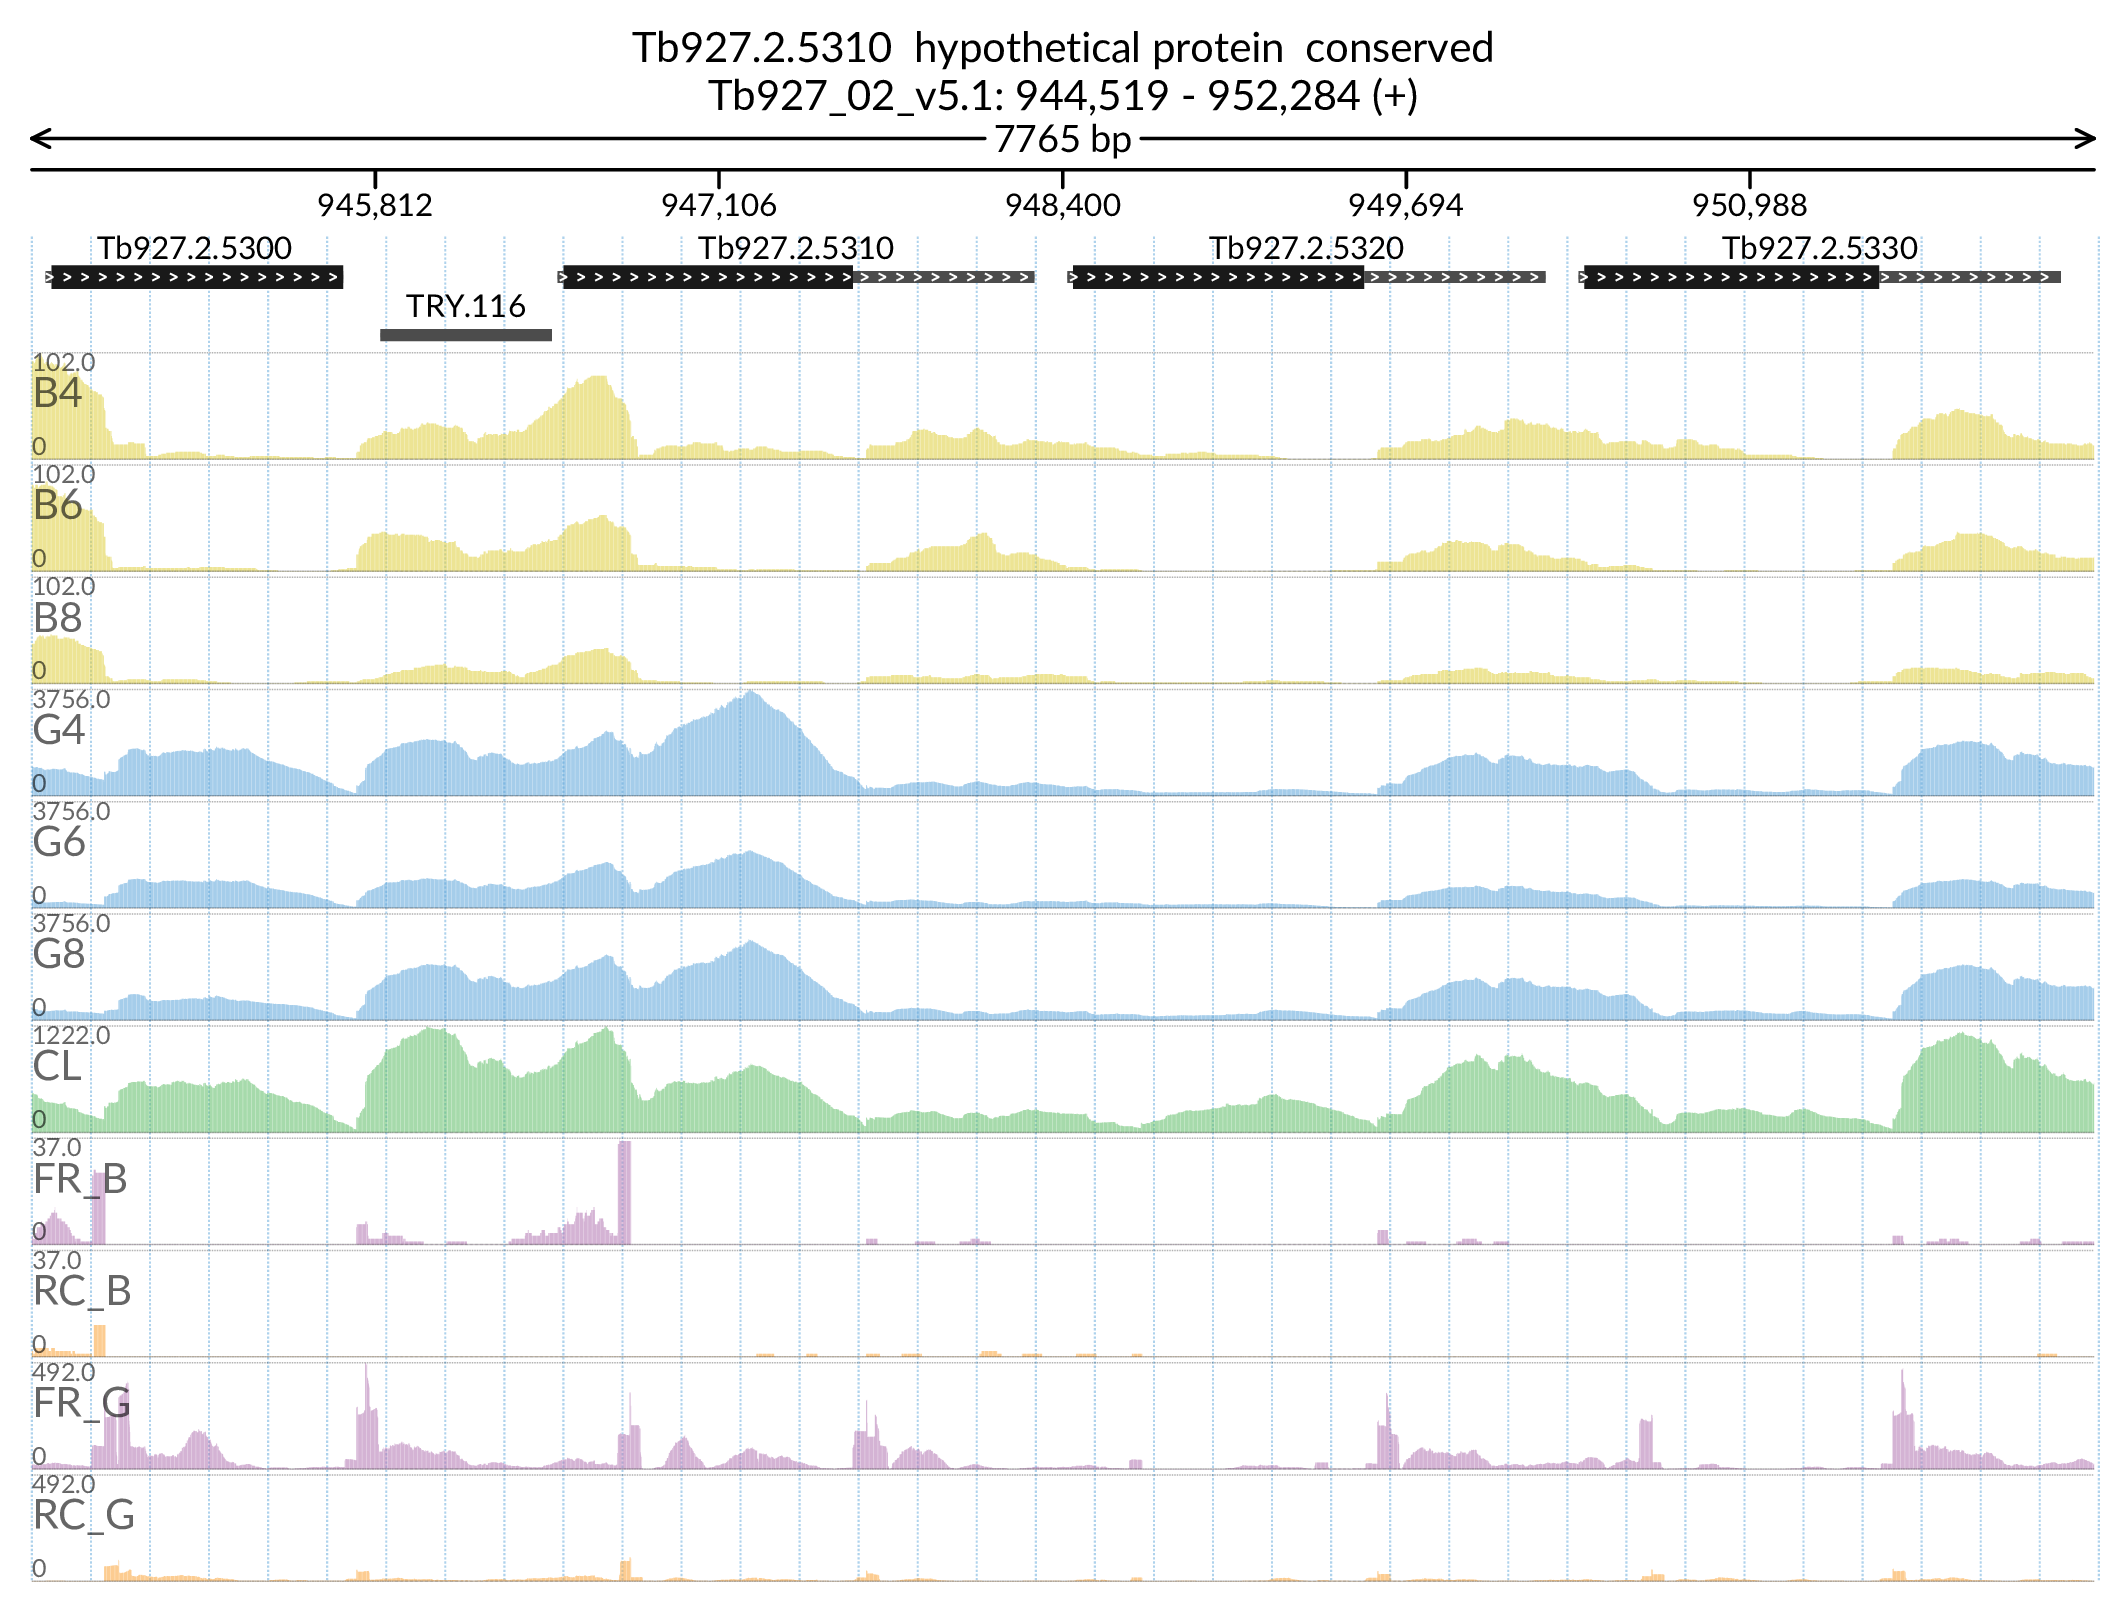 Tb927.2.5310  hypothetical protein  conserved
Tb927_02_v5.1: 944,519 - 952,284 (+)
7765 bp
945,812 947,106 948,400 949,694 950,988
Tb927.2.5300 Tb927.2.5310 Tb927.2.5320 Tb927.2.5330
TRY.116
102.0
B4
0
102.0
B6
0
102.0
B8
0
3756.0
G4
0
3756.0
G6
0
3756.0
G8
0
1222.0
CL
0
37.0
FR_B
0
37.0
RC_B
0
492.0
FR_G
0
492.0
RC_G
0